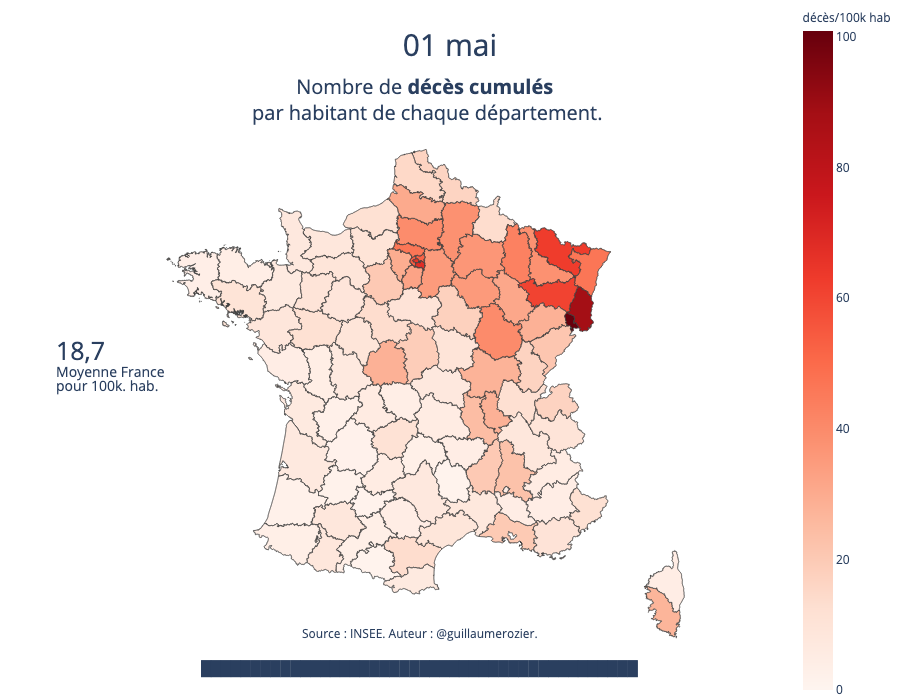 01 mai
Nombre de décès cumulés
par habitant de chaque département.
décès/100k hab
100
80
60
40
20
0
18,7
Moyenne France
pour 100k. hab.
Source : INSEE. Auteur : @guillaumerozier.